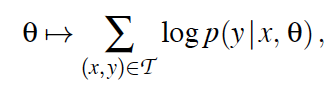 θ ↦ ∑ log p(y|x, θ),
(x,y)∈𝒯